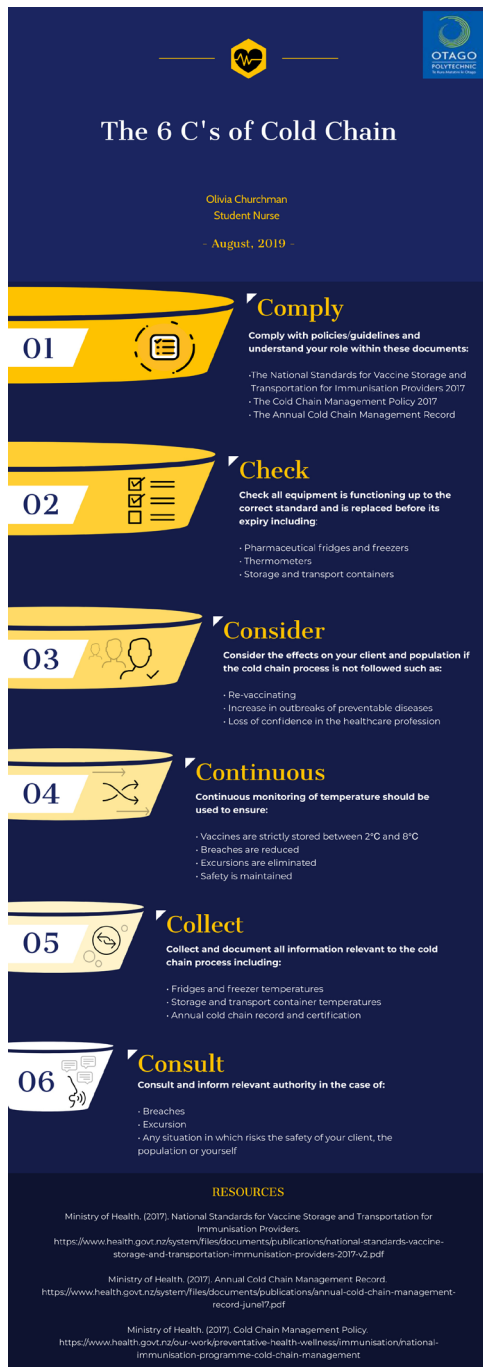 OTAGO
POLYTECHNIC
The 6 C's of Cold Chain
Olivia Churchman
Student Nurse
- August, 2019 -
01
Comply
Comply with policies/guidelines and
understand your role within these documents:
•The National Standards for Vaccine Storage and
Transportation for Immunisation Providers 2017
• The Cold Chain Management Policy 2017
• The Annual Cold Chain Management Record
02
Check
Check all equipment is functioning up to the
correct standard and is replaced before its
expiry including:
• Pharmaceutical fridges and freezers
• Thermometers
• Storage and transport containers
03
Consider
Consider the effects on your client and population if
the cold chain process is not followed such as:
• Re-vaccinating
• Increase in outbreaks of preventable diseases
• Loss of confidence in the healthcare profession
04
Continuous
Continuous monitoring of temperature should be
used to ensure:
• Vaccines are strictly stored between 2°C and 8°C
• Breaches are reduced
• Excursions are eliminated
• Safety is maintained
05
Collect
Collect and document all information relevant to the cold
chain process including:
• Fridges and freezer temperatures
• Storage and transport container temperatures
• Annual cold chain record and certification
06
Consult
Consult and inform relevant authority in the case of:
• Breaches
• Excursion
• Any situation in which risks the safety of your client, the
population or yourself
RESOURCES
Ministry of Health. (2017). National Standards for Vaccine Storage and Transportation for
Immunisation Providers.
https://www.health.govt.nz/system/files/documents/publications/national-standards-vaccine-
storage-and-transportation-immunisation-providers-2017-v2.pdf
Ministry of Health. (2017). Annual Cold Chain Management Record.
https://www.health.govt.nz/system/files/documents/publications/annual-cold-chain-management-
record-june17.pdf
Ministry of Health. (2017). Cold Chain Management Policy.
https://www.health.govt.nz/our-work/preventative-health-wellness/immunisation/national-
immunisation-programme-cold-chain-management